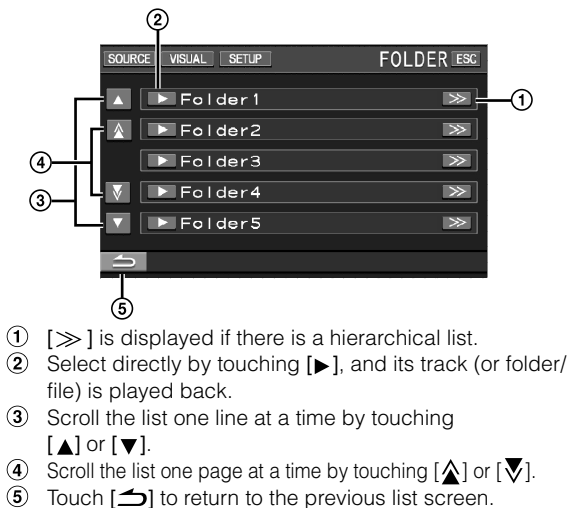 ②
SOURCE VISUAL SETUP FOLDER ESC
▲ ▶ Folder1 ≫ ①
▶ Folder2 ≫
④
▶ Folder3 ≫
③
▶ Folder4 ≫
▼ ▶ Folder5 ≫
⑤
① [≫] is displayed if there is a hierarchical list.
② Select directly by touching [▶], and its track (or folder/
file) is played back.
③ Scroll the list one line at a time by touching
[▲] or [▼].
④ Scroll the list one page at a time by touching [⏫] or [⏬].
⑤ Touch [⮌] to return to the previous list screen.